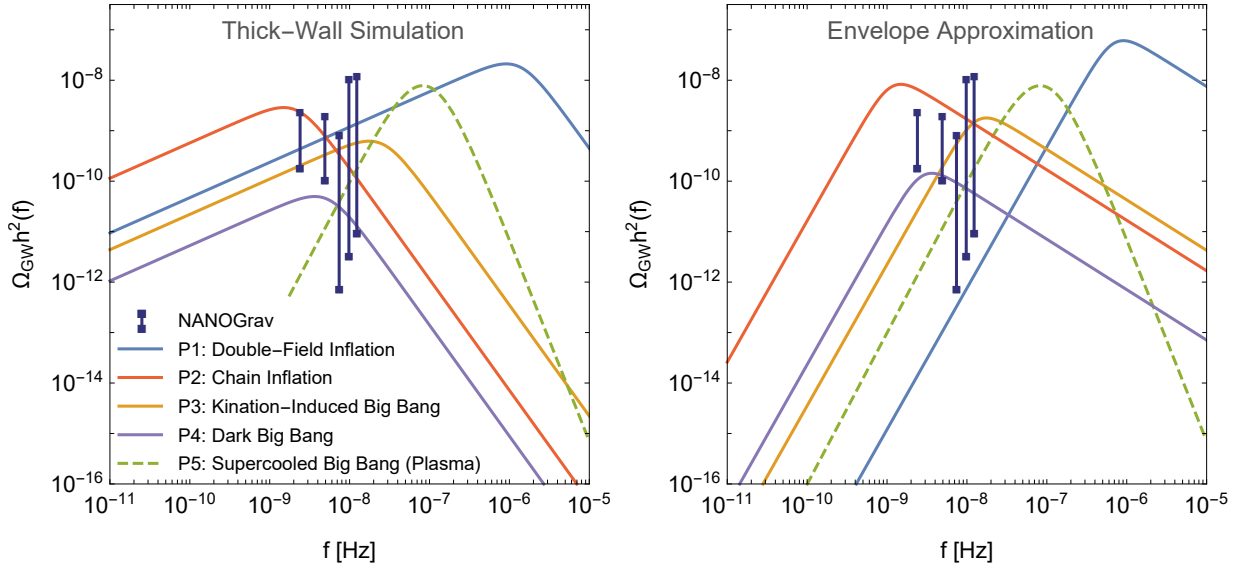 Thick-Wall Simulation
Envelope Approximation
Ω_GW h²(f)
10⁻⁸
10⁻¹⁰
10⁻¹²
10⁻¹⁴
10⁻¹⁶
NANOGrav
P1: Double-Field Inflation
P2: Chain Inflation
P3: Kination-Induced Big Bang
P4: Dark Big Bang
P5: Supercooled Big Bang (Plasma)
10⁻¹¹ 10⁻¹⁰ 10⁻⁹ 10⁻⁸ 10⁻⁷ 10⁻⁶ 10⁻⁵
f [Hz]
Ω_GW h²(f)
10⁻⁸
10⁻¹⁰
10⁻¹²
10⁻¹⁴
10⁻¹⁶
10⁻¹¹ 10⁻¹⁰ 10⁻⁹ 10⁻⁸ 10⁻⁷ 10⁻⁶ 10⁻⁵
f [Hz]